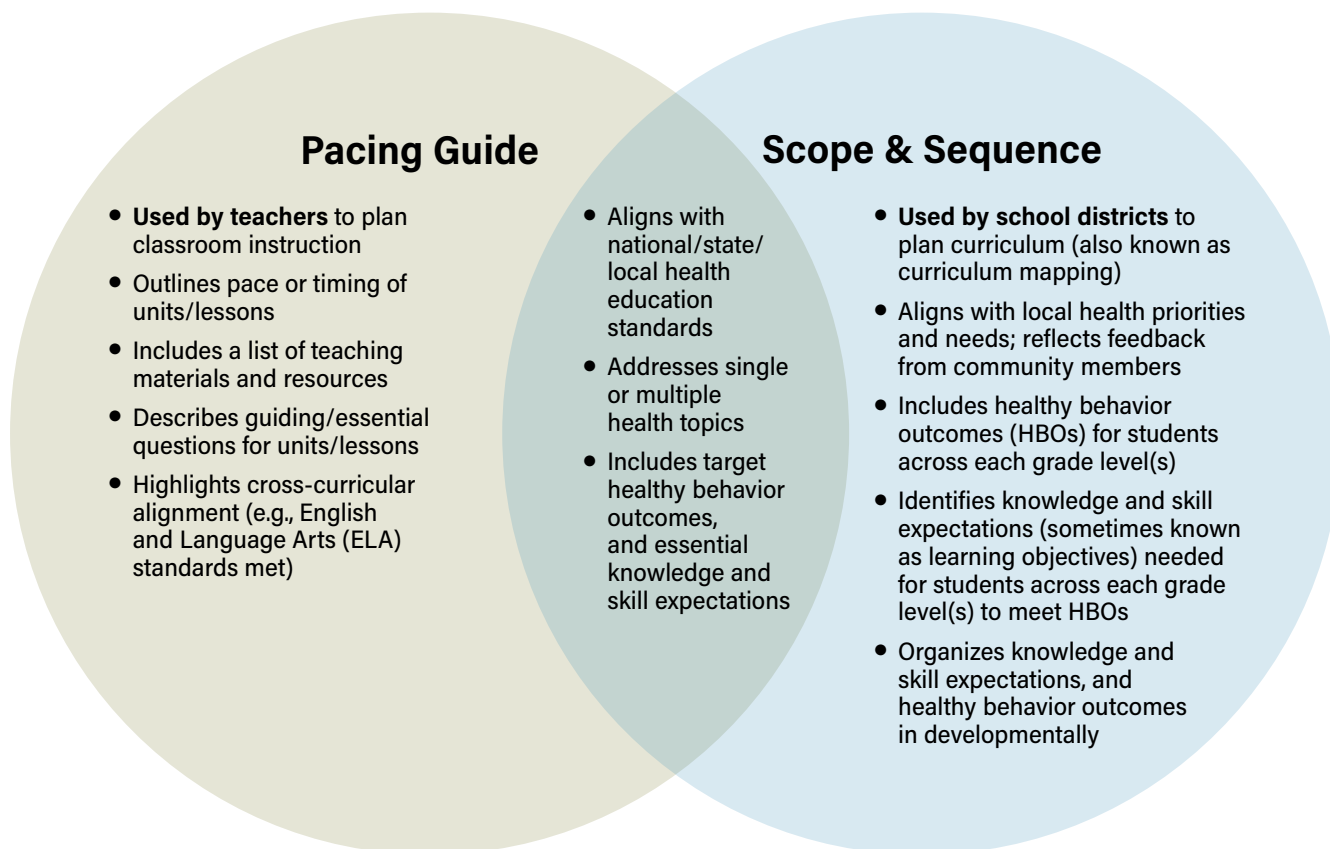 Pacing Guide
• Used by teachers to plan
classroom instruction
• Outlines pace or timing of
units/lessons
• Includes a list of teaching
materials and resources
• Describes guiding/essential
questions for units/lessons
• Highlights cross-curricular
alignment (e.g., English
and Language Arts (ELA)
standards met)
• Aligns with
national/state/
local health
education
standards
• Addresses single
or multiple
health topics
• Includes target
healthy behavior
outcomes,
and essential
knowledge and
skill expectations
Scope & Sequence
• Used by school districts to
plan curriculum (also known as
curriculum mapping)
• Aligns with local health priorities
and needs; reflects feedback
from community members
• Includes healthy behavior
outcomes (HBOs) for students
across each grade level(s)
• Identifies knowledge and skill
expectations (sometimes known
as learning objectives) needed
for students across each grade
level(s) to meet HBOs
• Organizes knowledge and
skill expectations, and
healthy behavior outcomes
in developmentally